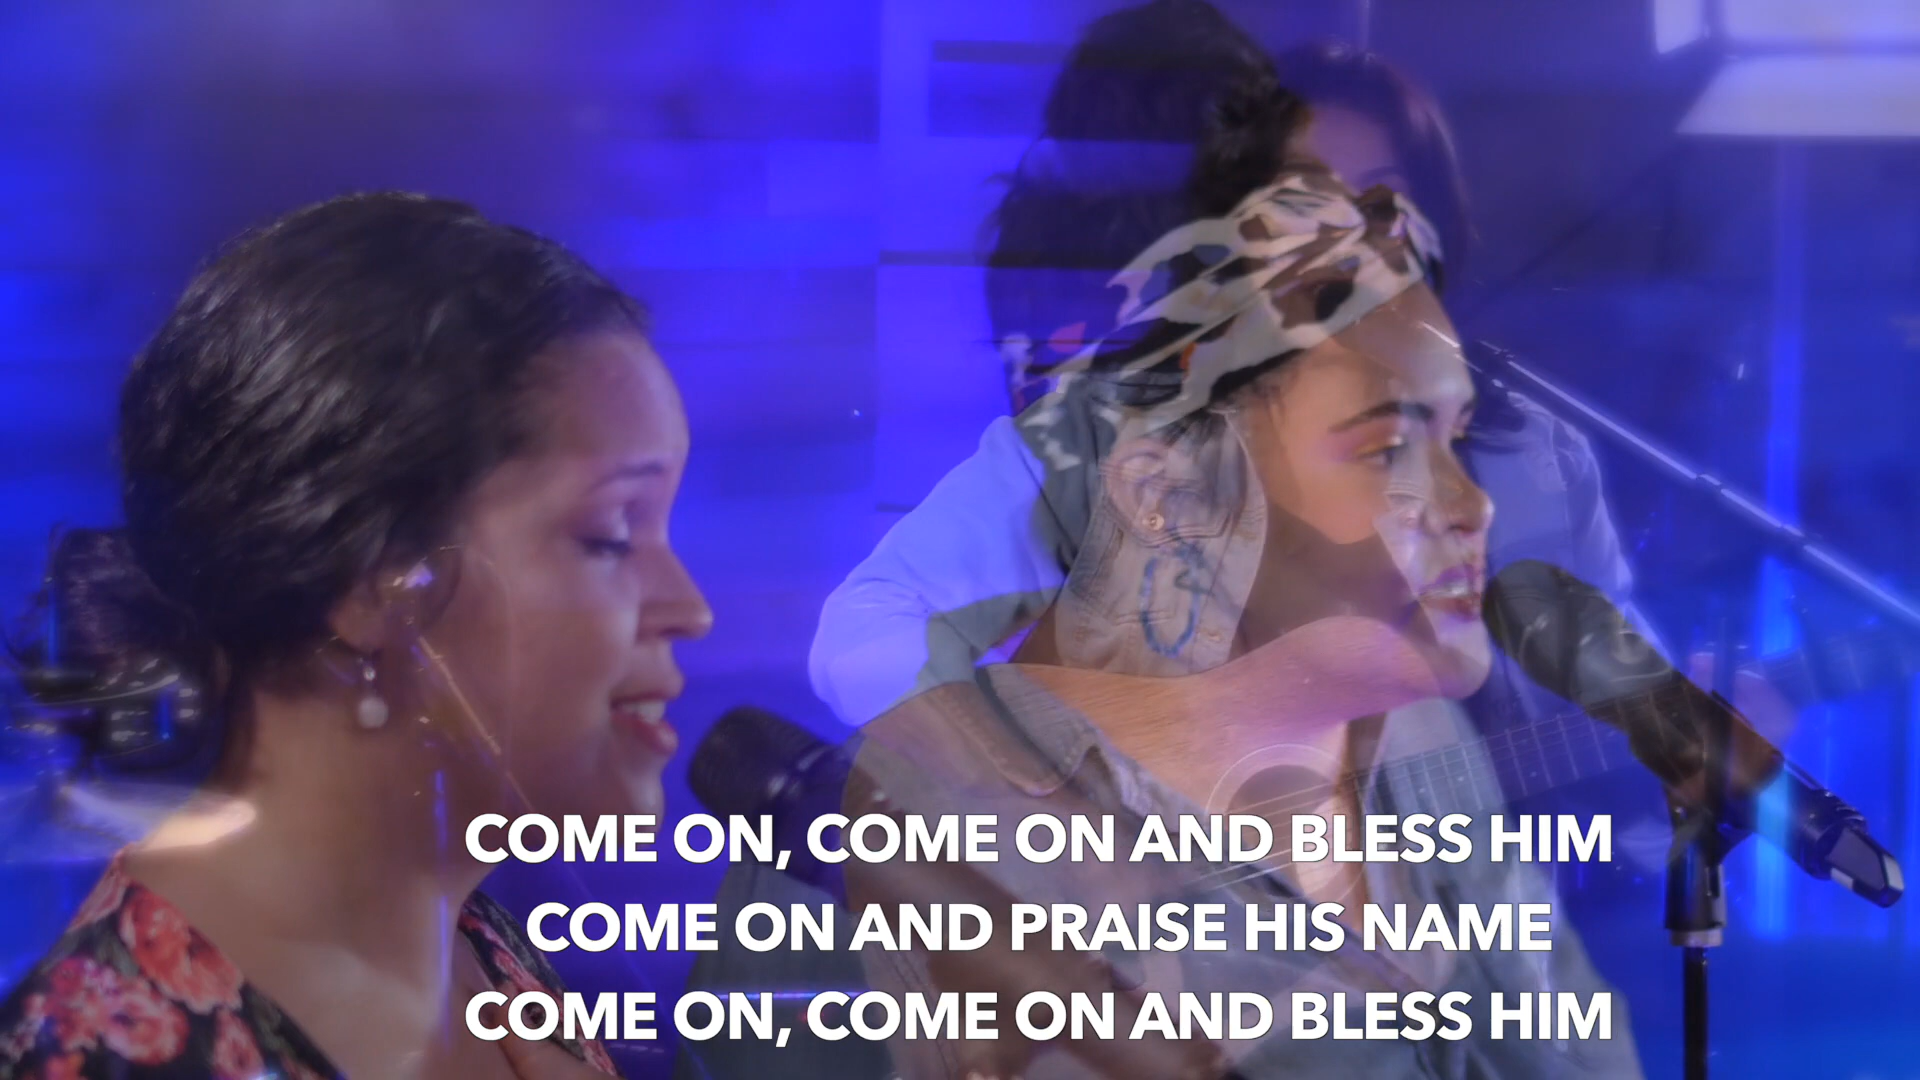 COME ON, COME ON AND BLESS HIM
COME ON AND PRAISE HIS NAME
COME ON, COME ON AND BLESS HIM